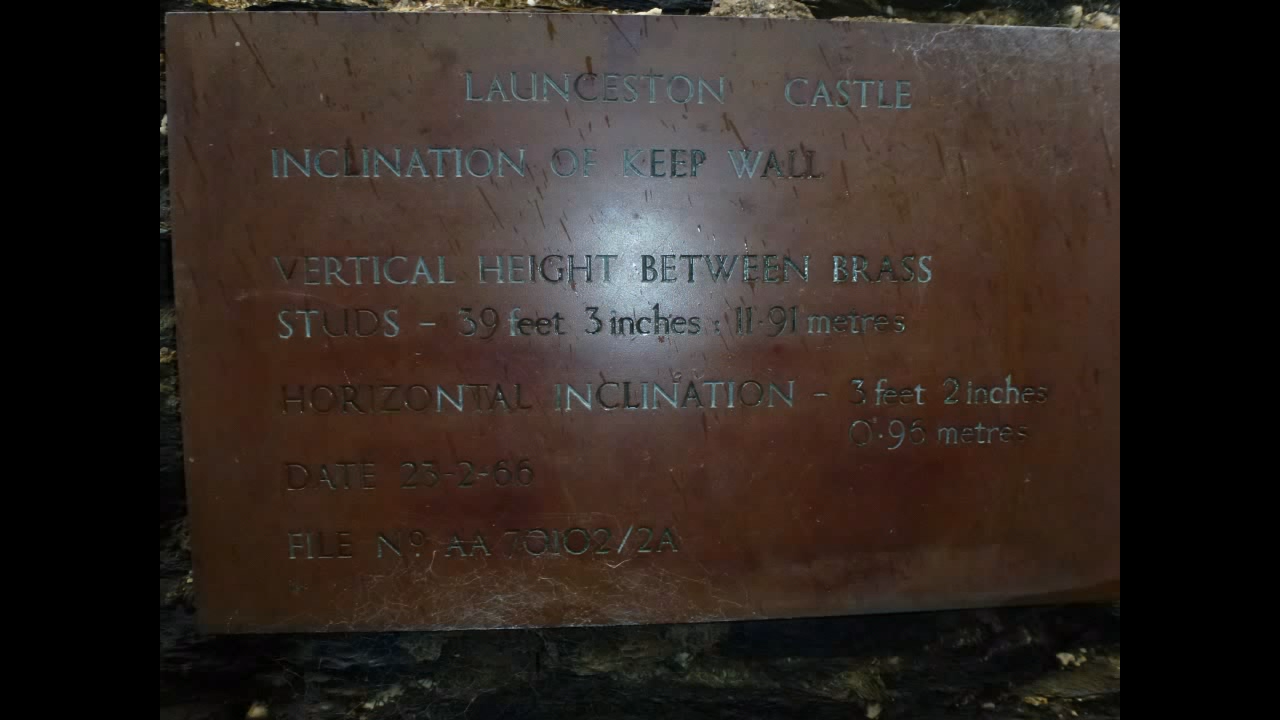 LAUNCESTON CASTLE
INCLINATION OF KEEP WALL
VERTICAL HEIGHT BETWEEN BRASS
STUDS – 39 feet 3 inches : 11·91 metres
HORIZONTAL INCLINATION – 3 feet 2 inches
0·96 metres
DATE 23-2-66
FILE Nº AA 70102/2A